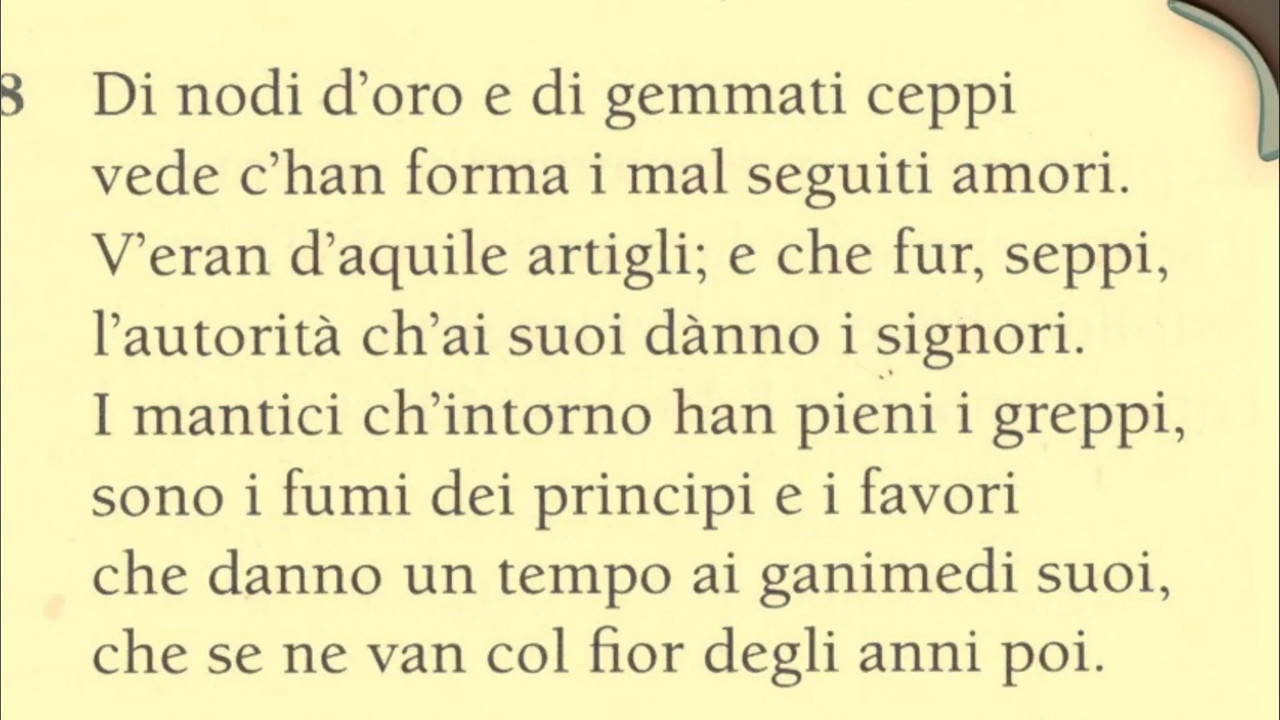 8 Di nodi d'oro e di gemmati ceppi
vede c'han forma i mal seguiti amori.
V'eran d'aquile artigli; e che fur, seppi,
l'autorità ch'ai suoi dànno i signori.
I mantici ch'intorno han pieni i greppi,
sono i fumi dei principi e i favori
che danno un tempo ai ganimedi suoi,
che se ne van col fior degli anni poi.